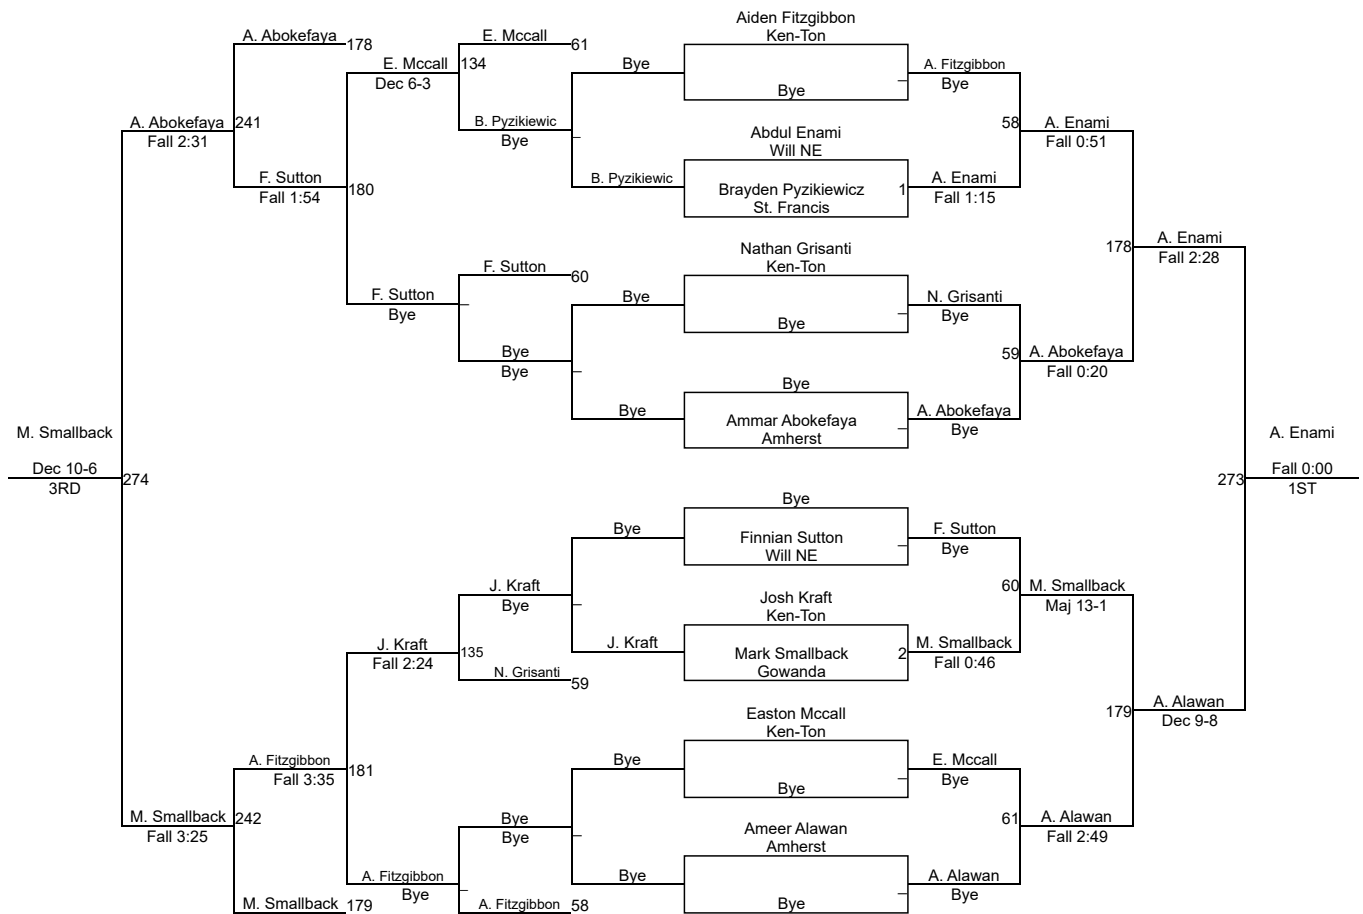 Aiden Fitzgibbon
Ken-Ton
A. Abokefaya
178
E. Mccall
61
E. Mccall
134
Dec 6-3
Bye
Bye
A. Fitzgibbon
Bye
A. Abokefaya
241
Fall 2:31
B. Pyzikiewic
Bye
Abdul Enami
Will NE
58
A. Enami
Fall 0:51
F. Sutton
180
Fall 1:54
B. Pyzikiewic
Brayden Pyzikiewicz
1
St. Francis
A. Enami
Fall 1:15
Nathan Grisanti
Ken-Ton
178
A. Enami
Fall 2:28
F. Sutton
60
F. Sutton
Bye
Bye
Bye
N. Grisanti
Bye
Bye
Bye
59
A. Abokefaya
Fall 0:20
Bye
Bye
Ammar Abokefaya
Amherst
A. Abokefaya
Bye
M. Smallback
Dec 10-6
3RD
274
A. Enami
273
Fall 0:00
1ST
Bye
Bye
Finnian Sutton
Will NE
F. Sutton
Bye
J. Kraft
Bye
Josh Kraft
Ken-Ton
60
M. Smallback
Maj 13-1
J. Kraft
135
Fall 2:24
J. Kraft
Mark Smallback
2
Gowanda
M. Smallback
Fall 0:46
N. Grisanti
59
Easton Mccall
Ken-Ton
179
A. Alawan
Dec 9-8
A. Fitzgibbon
181
Fall 3:35
Bye
Bye
E. Mccall
Bye
M. Smallback
242
Fall 3:25
Bye
Bye
Ameer Alawan
Amherst
61
A. Alawan
Fall 2:49
A. Fitzgibbon
Bye
Bye
Bye
A. Alawan
Bye
M. Smallback
179
A. Fitzgibbon
58